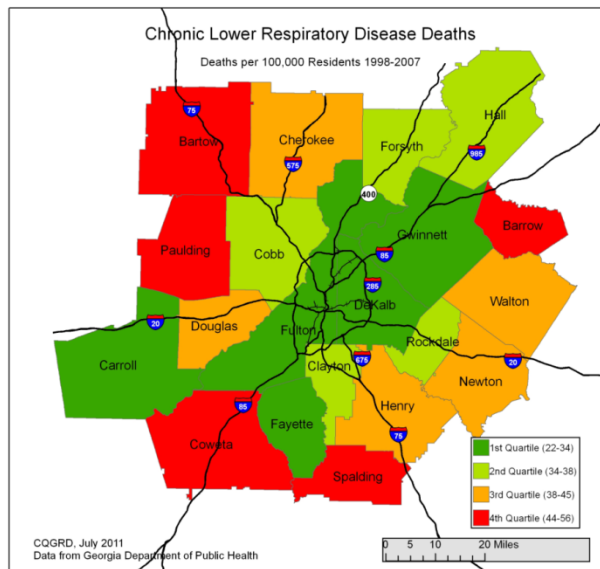 Chronic Lower Respiratory Disease Deaths
Deaths per 100,000 Residents 1998-2007
Hall
75
Bartow
Cherokee
Forsyth
985
575
400
Gwinnett
Barrow
Paulding
Cobb
85
285
DeKalb
Walton
20
Douglas
Fulton
Rockdale
Carroll
Clayton
675
20
Newton
85
Fayette
Henry
75
Coweta
Spalding
1st Quartile (22-34)
2nd Quartile (34-38)
3rd Quartile (38-45)
4th Quartile (44-56)
CQGRD, July 2011
Data from Georgia Department of Public Health
0 5 10 20 Miles